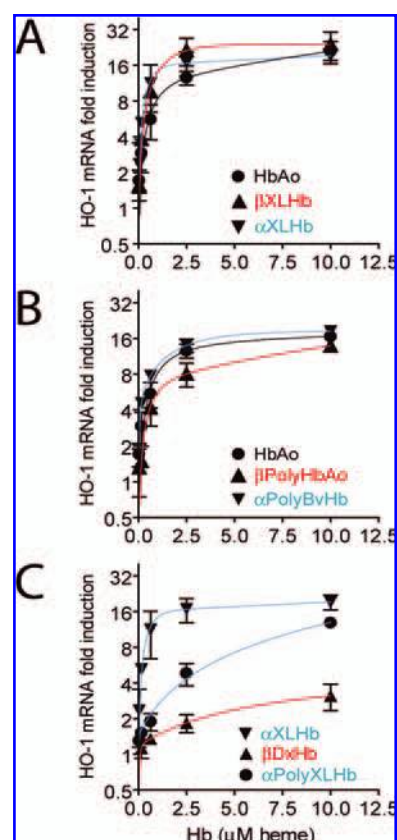 A
HO-1 mRNA fold induction
32
16
8
4
2
1
0.5
HbAo
βXLHb
αXLHb
0.0 2.5 5.0 7.5 10.0 12.5
B
HO-1 mRNA fold induction
32
16
8
4
2
1
0.5
HbAo
βPolyHbAo
αPolyBvHb
0.0 2.5 5.0 7.5 10.0 12.5
C
HO-1 mRNA fold induction
32
16
8
4
2
1
0.5
αXLHb
βDxHb
αPolyXLHb
0.0 2.5 5.0 7.5 10.0 12.5
Hb (μM heme)